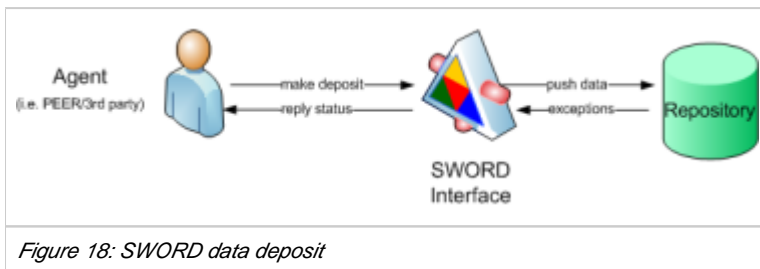 Agent
(i.e. PEER/3rd party)
make deposit
reply status
SWORD
Interface
push data
exceptions
Repository
Figure 18: SWORD data deposit